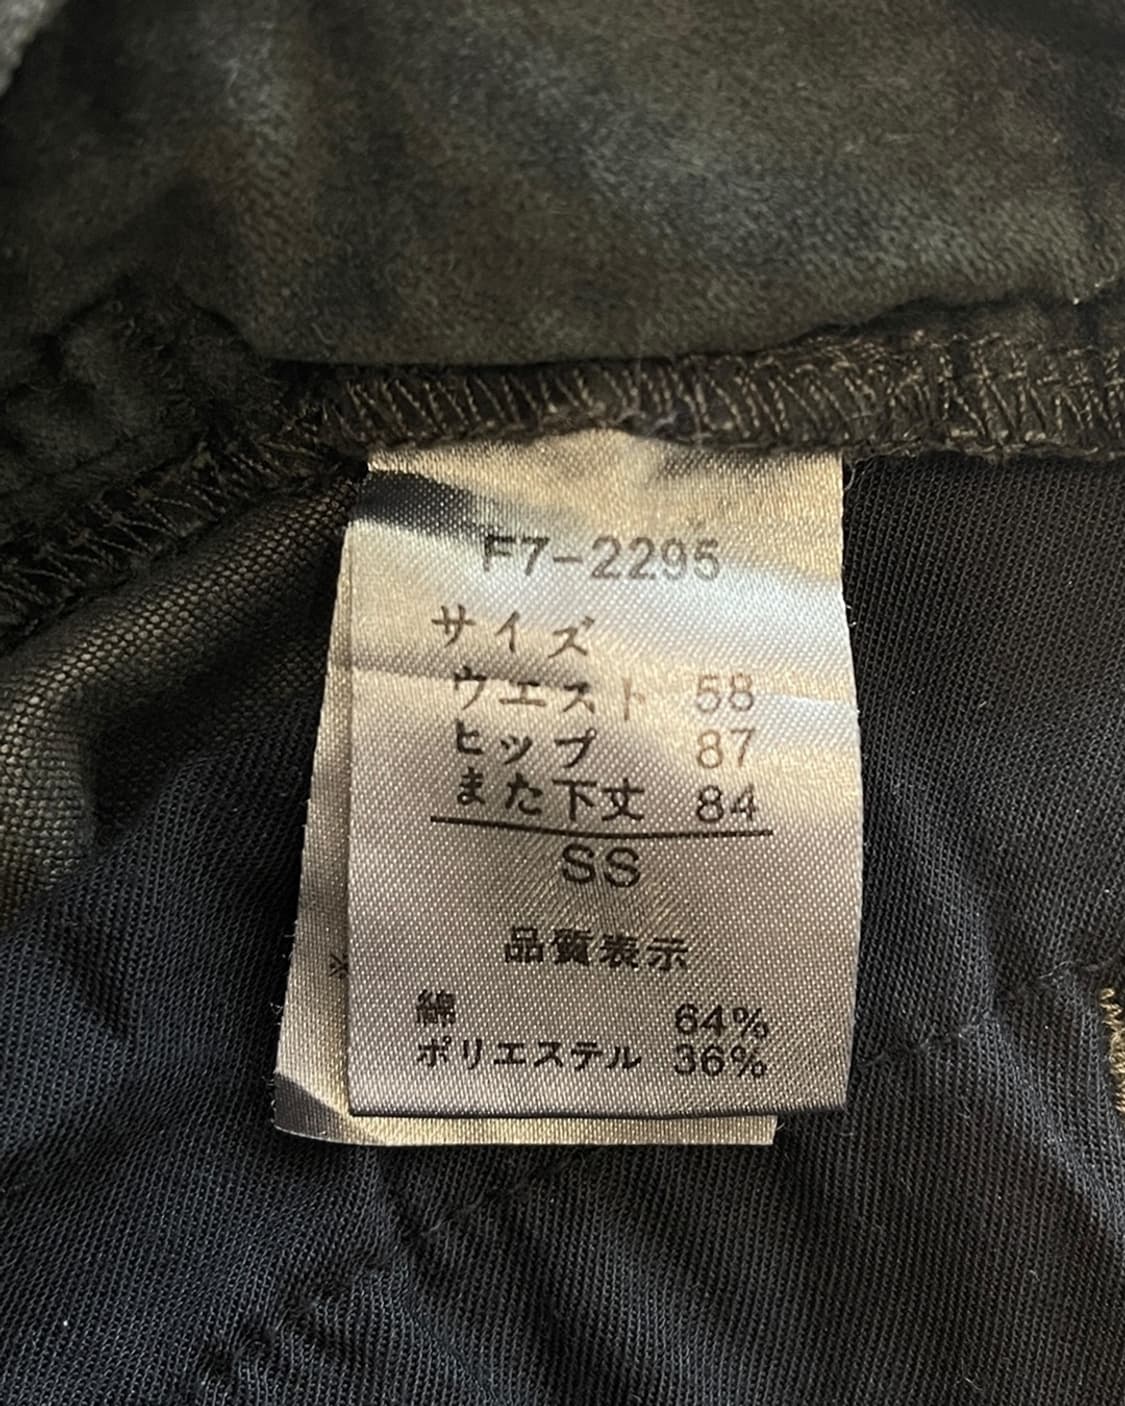 F7-2295
サイズ
ウエスト 58
ヒップ 87
また下丈 84
SS
品質表示
綿 64%
ポリエステル 36%
※